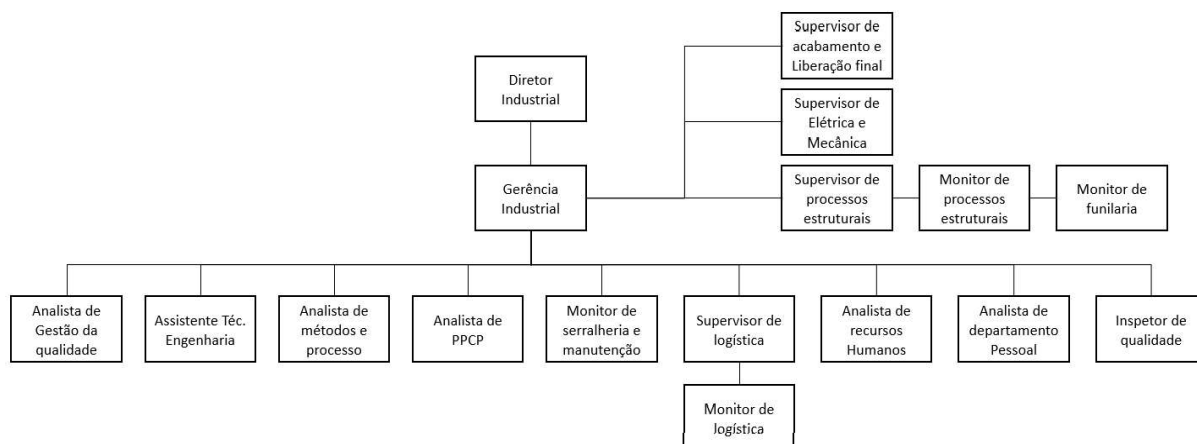 Supervisor de
acabamento e
Liberação final
Diretor
Industrial
Supervisor de
Elétrica e
Mecânica
Gerência
Industrial
Supervisor de
processos
estruturais
Monitor de
processos
estruturais
Monitor de
funilaria
Analista de
Gestão da
qualidade
Assistente Téc.
Engenharia
Analista de
métodos e
processo
Analista de
PPCP
Monitor de
serralheria e
manutenção
Supervisor de
logística
Analista de
recursos
Humanos
Analista de
departamento
Pessoal
Inspetor de
qualidade
Monitor de
logística